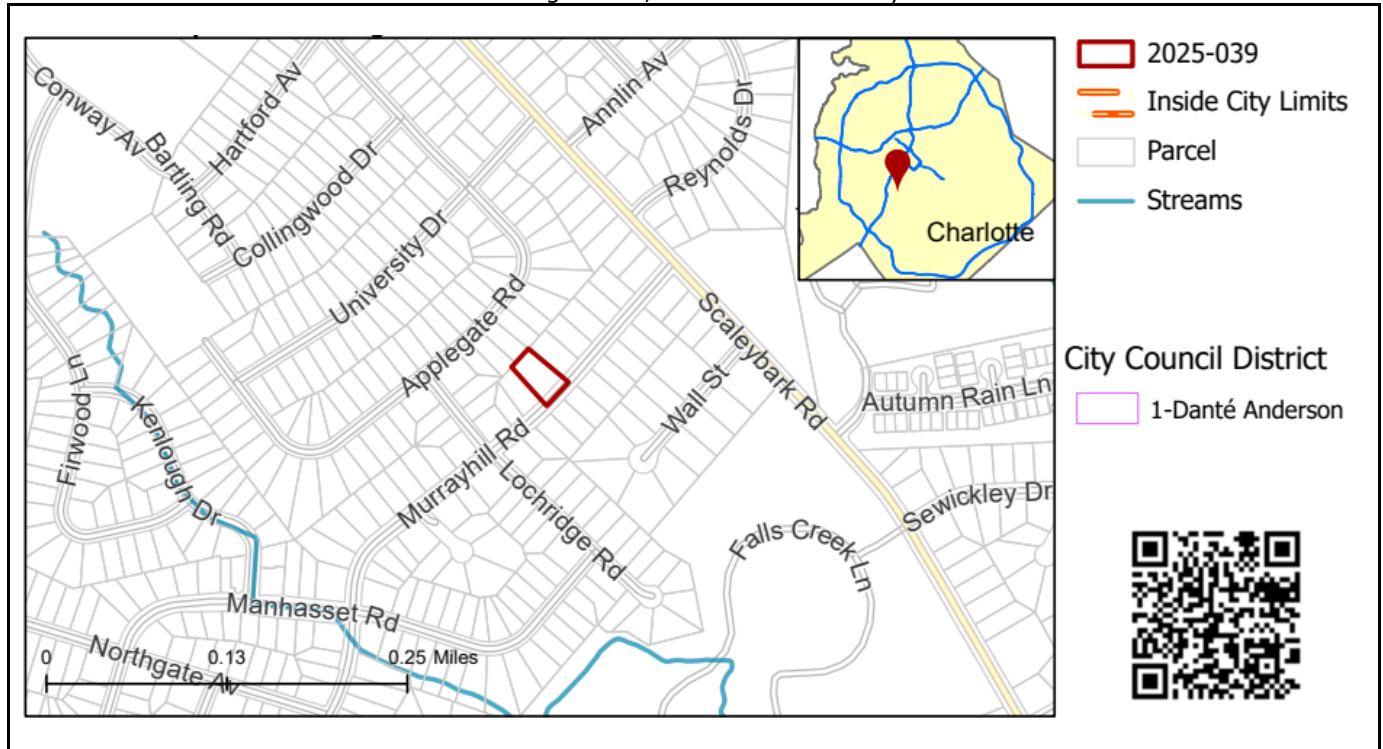 Conway Av
Bartling Rd
Hartford Av
Collingwood Dr
University Dr
Applegate Rd
Annlin Av
Reynolds Dr
Scaleybark Rd
Wall St
Murrayhill Rd
Lochridge Rd
Firwood Ln
Kenlough Dr
Manhasset Rd
Northgate Av
Falls Creek Ln
Autumn Rain Ln
Sewickley Dr
0 0.13 0.25 Miles
Charlotte
2025-039
Inside City Limits
Parcel
Streams
City Council District
1-Danté Anderson